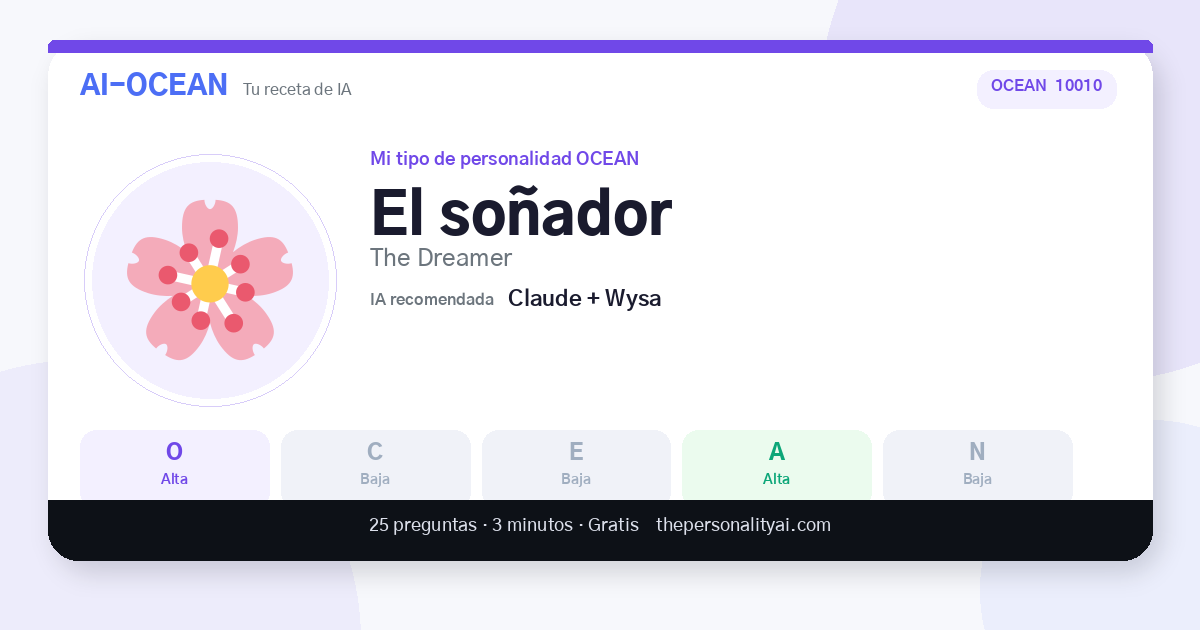 AI-OCEAN Tu receta de IA OCEAN 10010
Mi tipo de personalidad OCEAN
El soñador
The Dreamer
IA recomendada Claude + Wysa
O C E A N
Alta Baja Baja Alta Baja
25 preguntas · 3 minutos · Gratis thepersonalityai.com